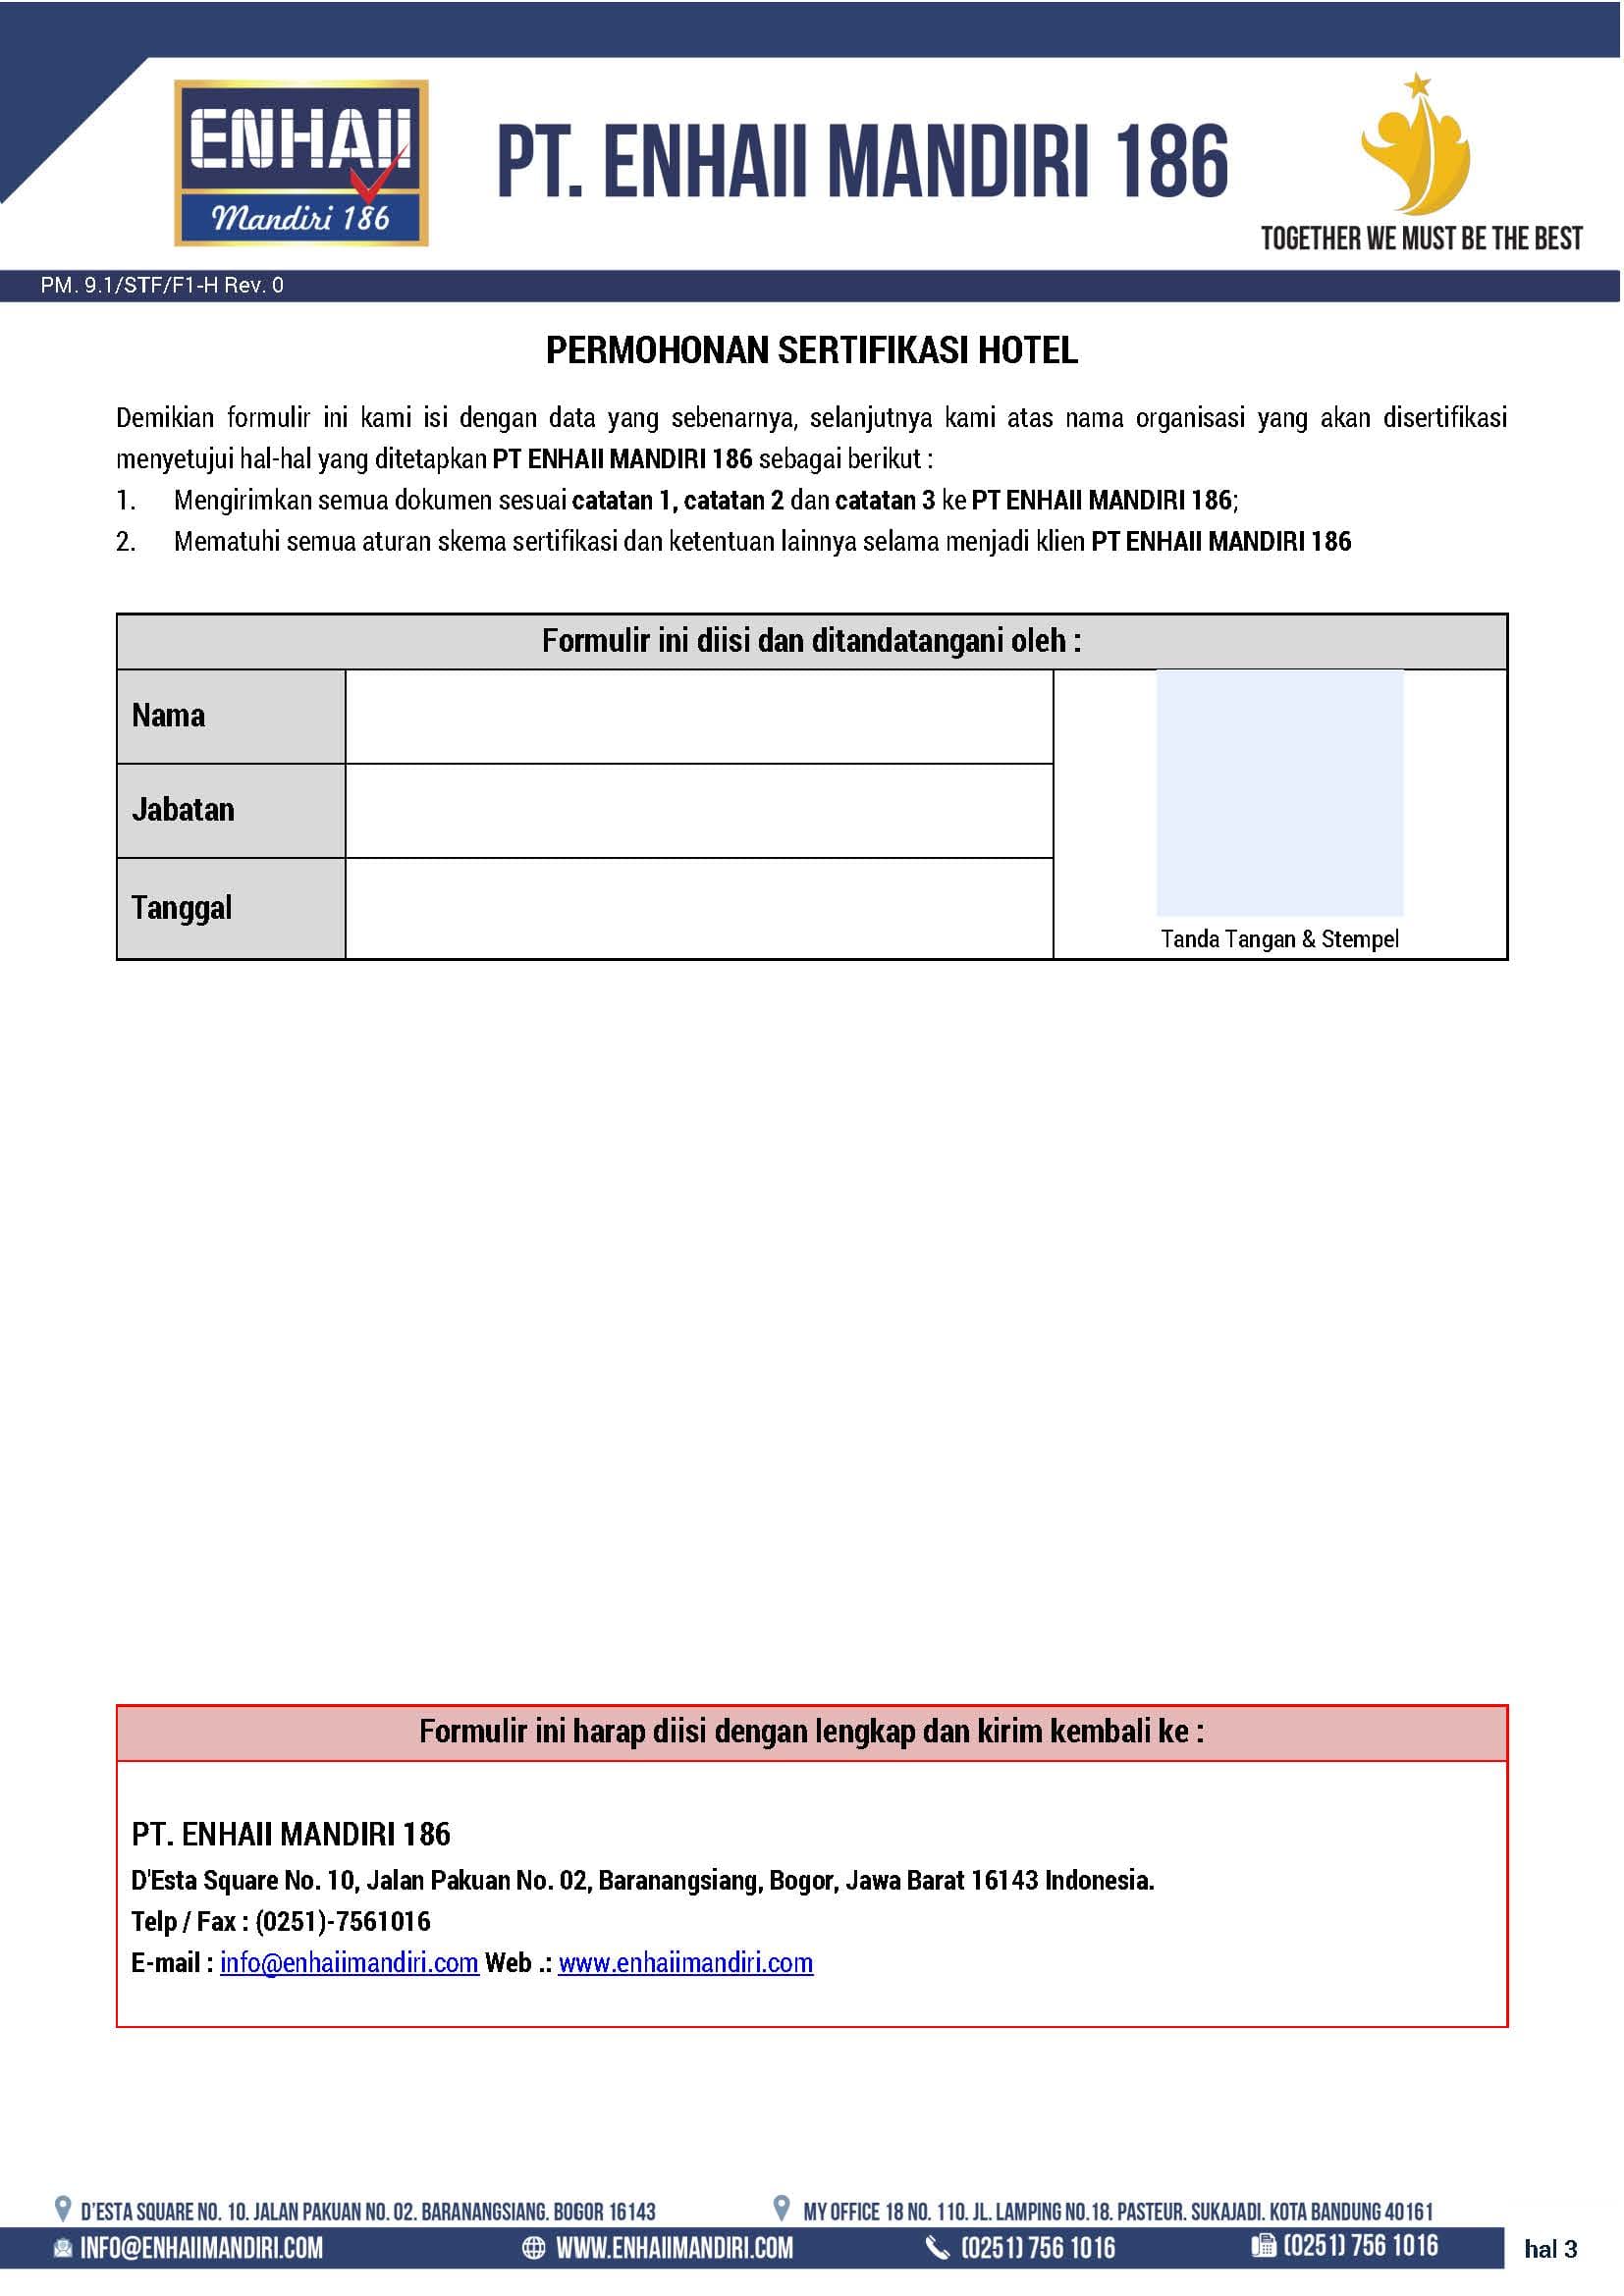 ENHAII
Mandiri 186
PT. ENHAII MANDIRI 186
TOGETHER WE MUST BE THE BEST
PM. 9.1/STF/F1-H Rev. 0
PERMOHONAN SERTIFIKASI HOTEL
Demikian formulir ini kami isi dengan data yang sebenarnya, selanjutnya kami atas nama organisasi yang akan disertifikasi
menyetujui hal-hal yang ditetapkan PT ENHAII MANDIRI 186 sebagai berikut :
1. Mengirimkan semua dokumen sesuai catatan 1, catatan 2 dan catatan 3 ke PT ENHAII MANDIRI 186;
2. Mematuhi semua aturan skema sertifikasi dan ketentuan lainnya selama menjadi klien PT ENHAII MANDIRI 186
Formulir ini diisi dan ditandatangani oleh :
Nama
Jabatan
Tanggal
Tanda Tangan & Stempel
Formulir ini harap diisi dengan lengkap dan kirim kembali ke :
PT. ENHAII MANDIRI 186
D'Esta Square No. 10, Jalan Pakuan No. 02, Baranangsiang, Bogor, Jawa Barat 16143 Indonesia.
Telp / Fax : (0251)-7561016
E-mail : info@enhaiimandiri.com Web .: www.enhaiimandiri.com
D'ESTA SQUARE NO. 10. JALAN PAKUAN NO. 02. BARANANGSIANG. BOGOR 16143
MY OFFICE 18 NO. 110. JL. LAMPING NO.18. PASTEUR. SUKAJADI. KOTA BANDUNG 40161
INFO@ENHAIIMANDIRI.COM
WWW.ENHAIIMANDIRI.COM
(0251) 756 1016
(0251) 756 1016
hal 3